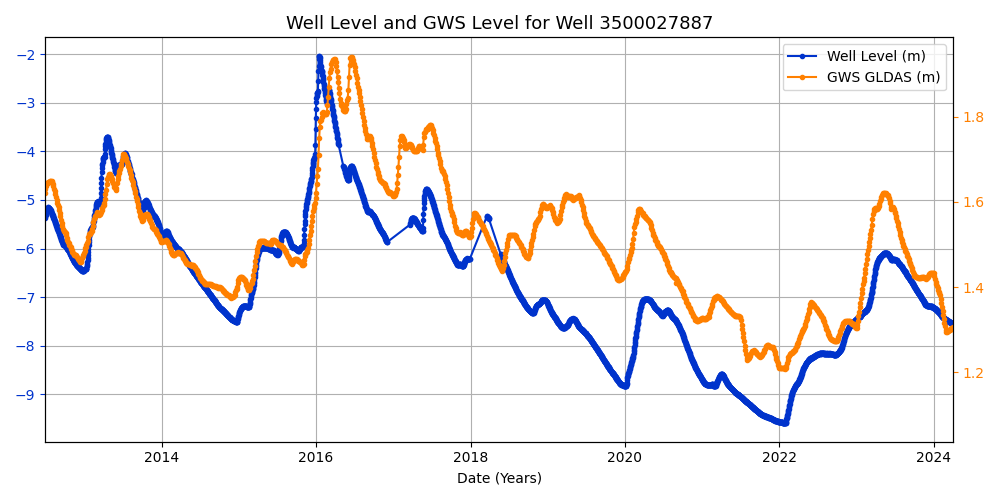 Well Level and GWS Level for Well 3500027887
Well Level (m)
GWS GLDAS (m)
−2
−3
−4
−5
−6
−7
−8
−9
1.8
1.6
1.4
1.2
2014 2016 2018 2020 2022 2024
Date (Years)